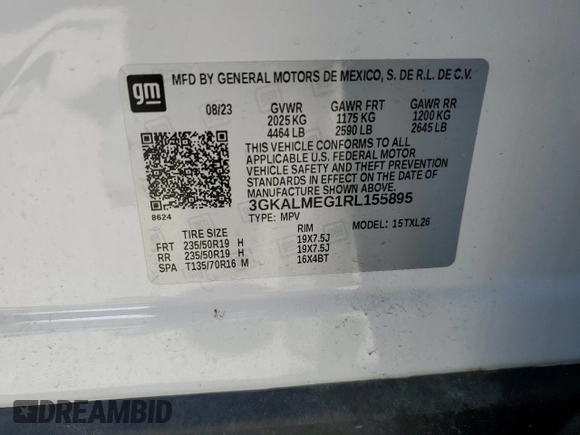 gm
MFD BY GENERAL MOTORS DE MEXICO, S. DE R.L. DE C.V.
08/23 GVWR GAWR FRT GAWR RR
2025 KG 1175 KG 1200 KG
4464 LB 2590 LB 2645 LB
THIS VEHICLE CONFORMS TO ALL
APPLICABLE U.S. FEDERAL MOTOR
VEHICLE SAFETY AND THEFT PREVENTION
STANDARDS IN EFFECT ON THE DATE OF
MANUFACTURE SHOWN ABOVE.
3GKALMEG1RL155895
8624
TYPE: MPV MODEL: 15TXL26
TIRE SIZE RIM
FRT 235/50R19 H 19X7.5J
RR 235/50R19 H 19X7.5J
SPA T135/70R16 M 16X4BT
DREAMBID